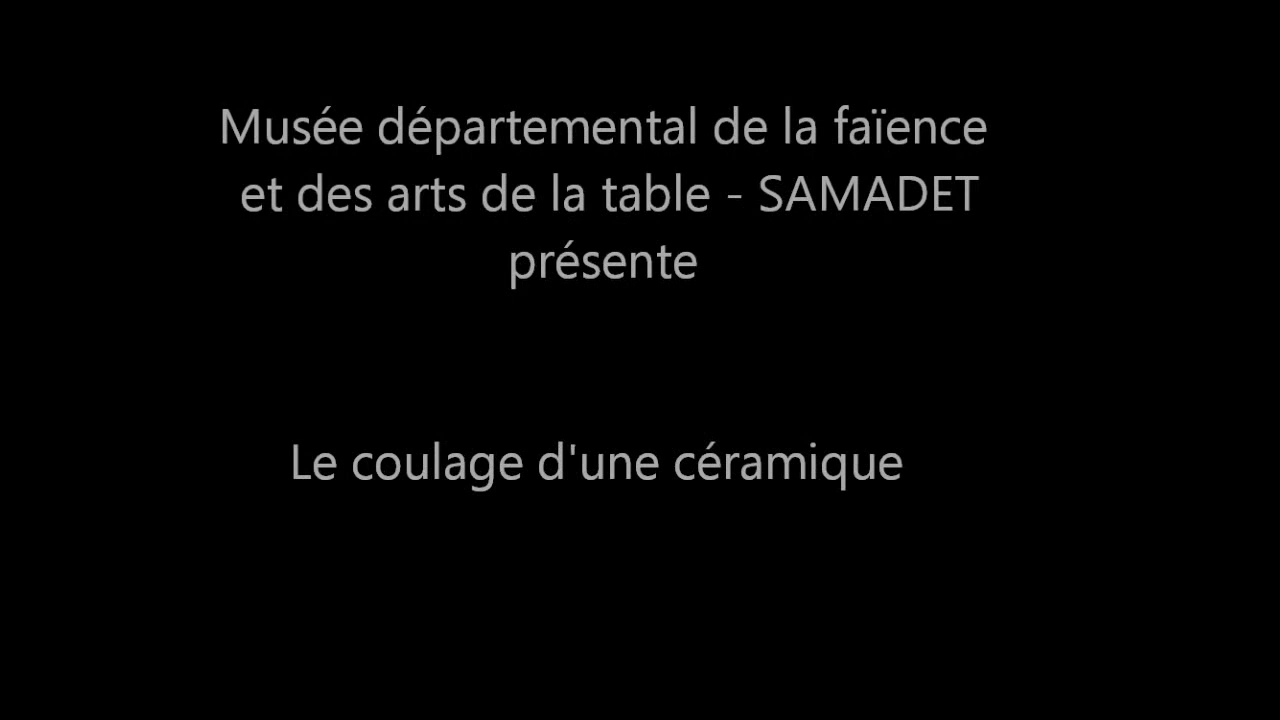 Musée départemental de la faïence
et des arts de la table - SAMADET
présente
Le coulage d'une céramique